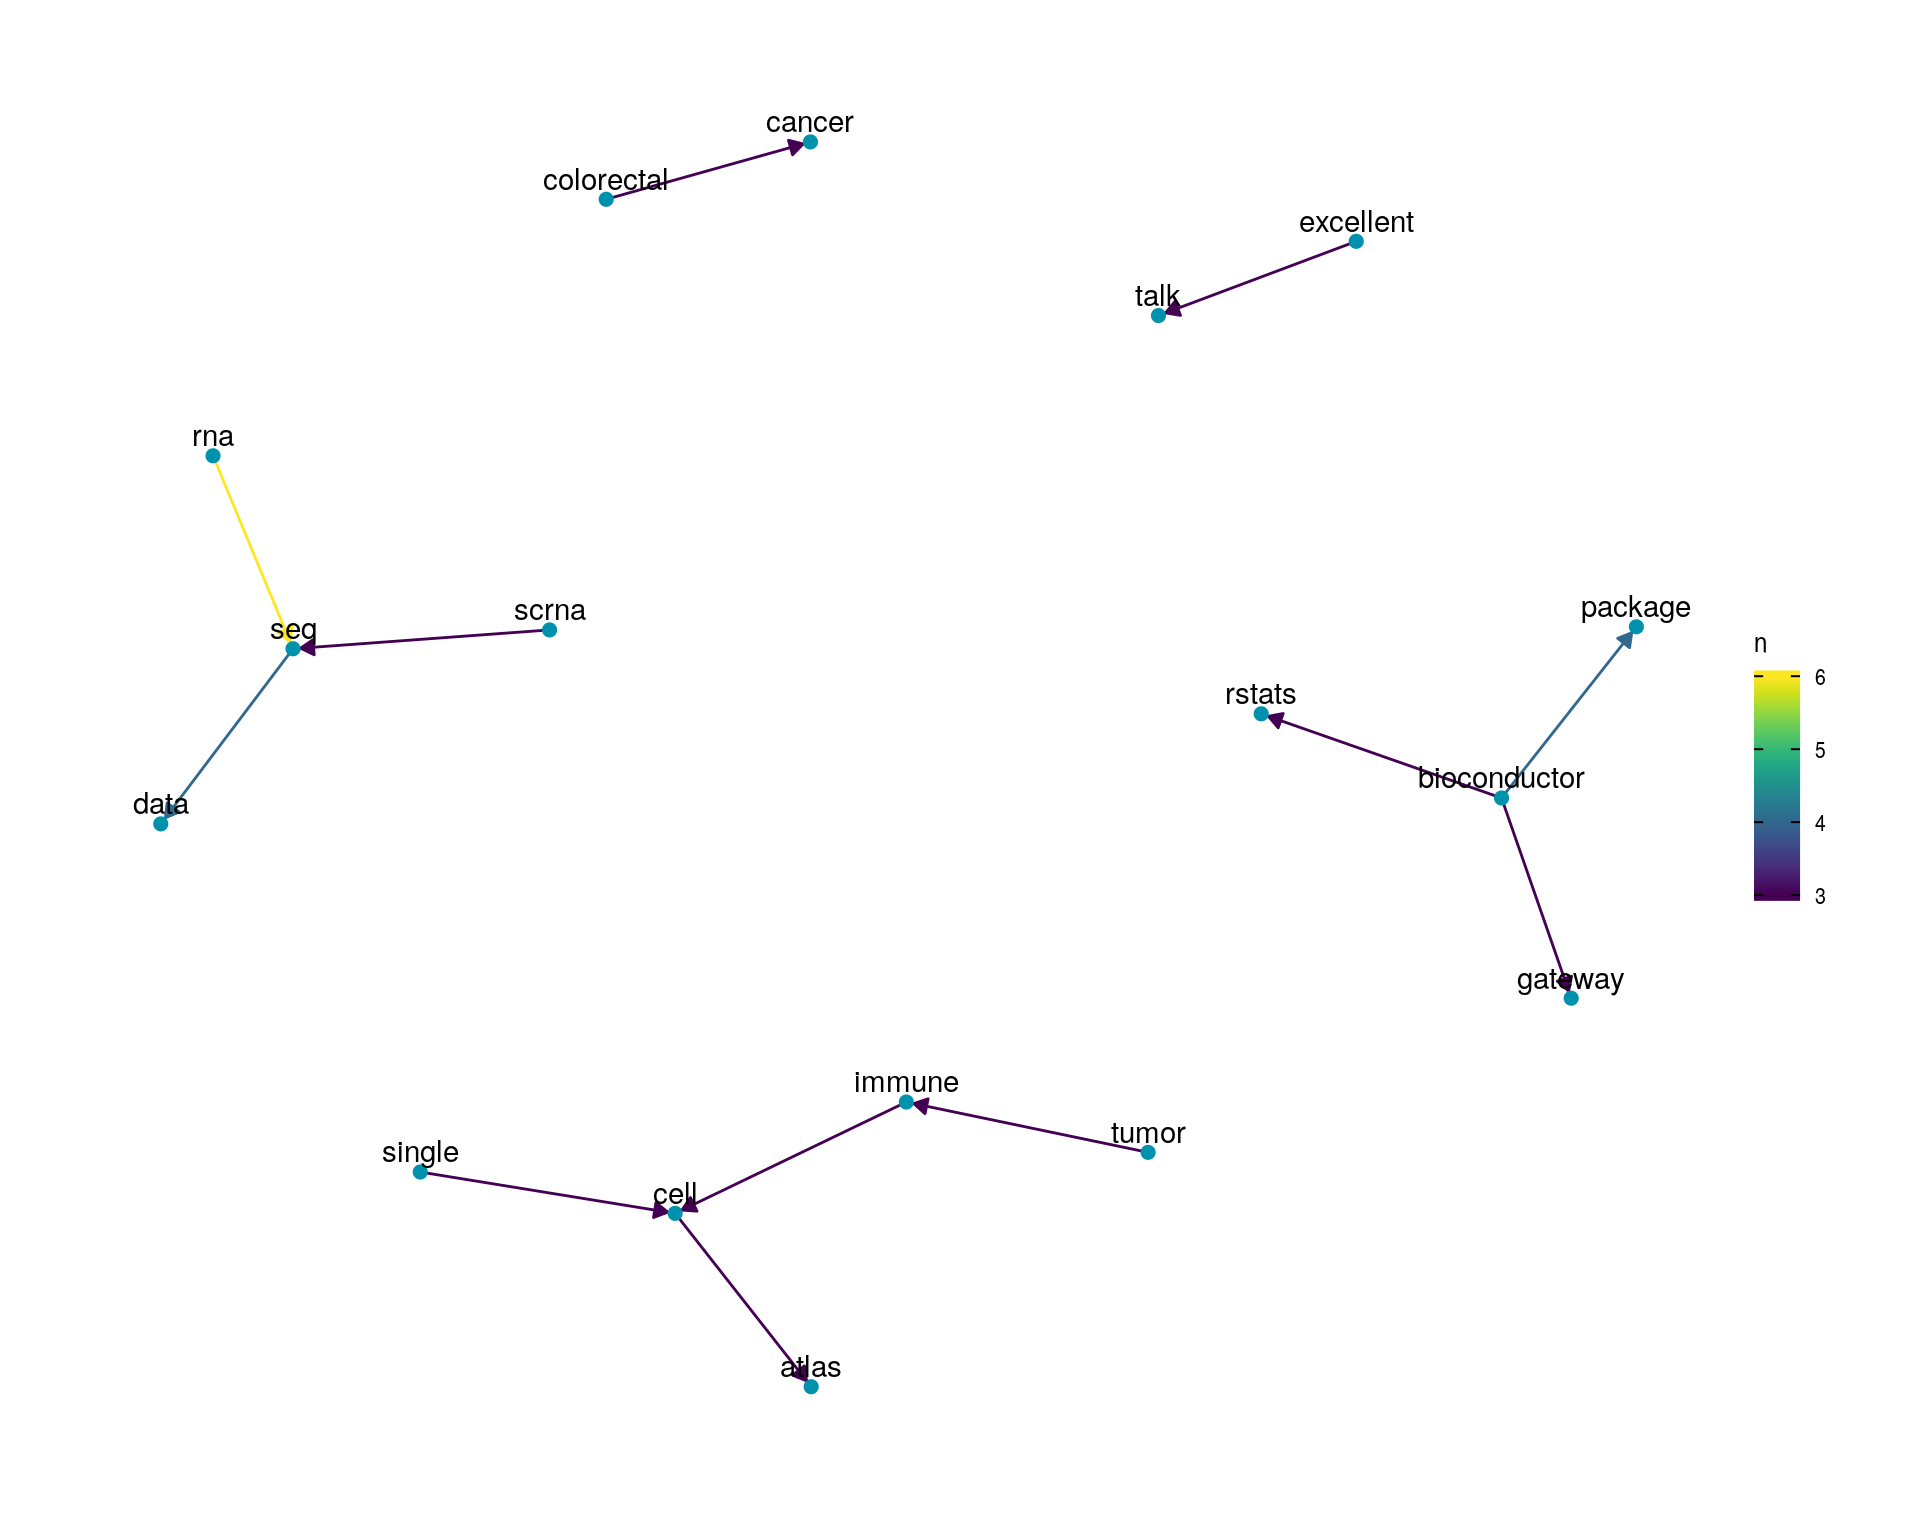 cancer
colorectal
excellent
talk
rna
scrna
seq
data
package
rstats
bioconductor
gateway
n
6
5
4
3
immune
tumor
single
cell
atlas